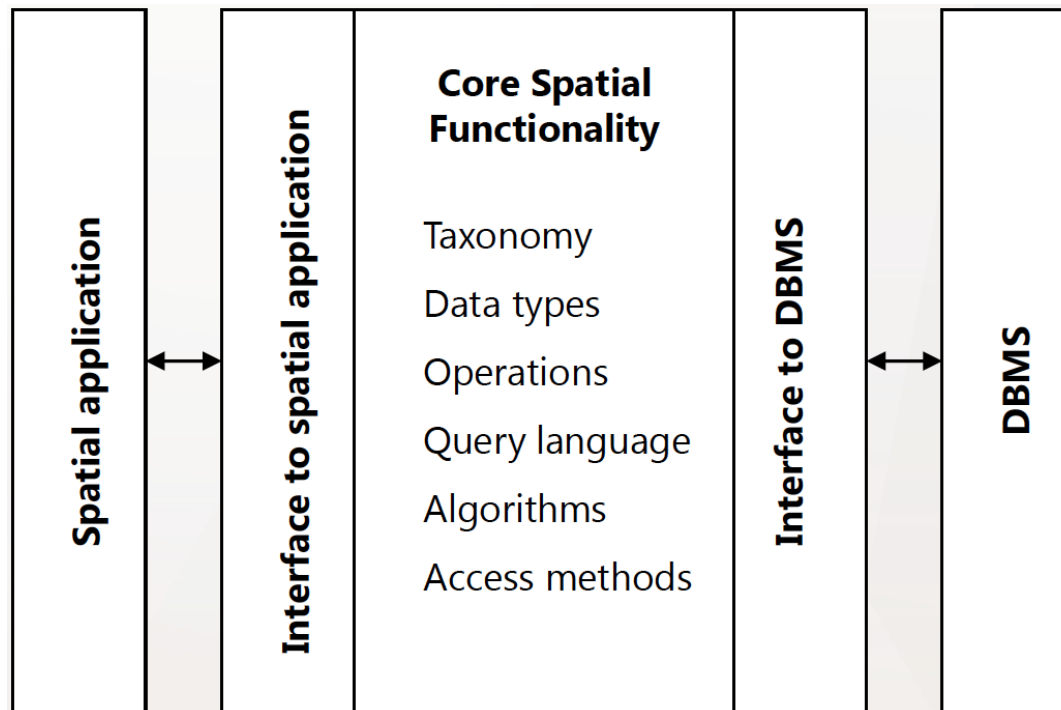 Spatial application
Interface to spatial application
Core Spatial
Functionality
Taxonomy
Data types
Operations
Query language
Algorithms
Access methods
Interface to DBMS
DBMS